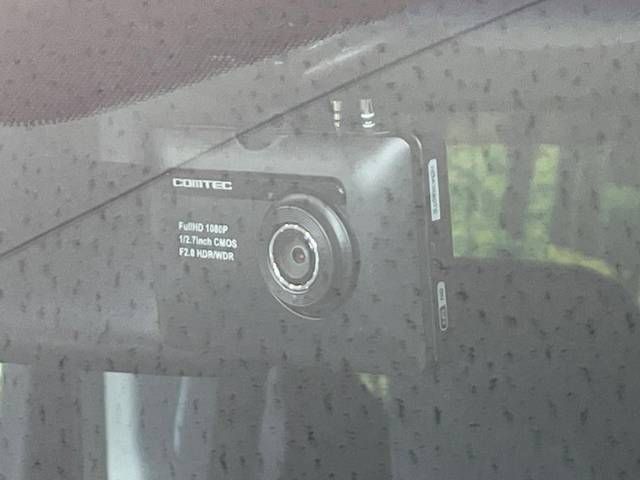 COMTEC
FullHD 1080P
1/2.7inch CMOS
F2.0 HDR/WDR